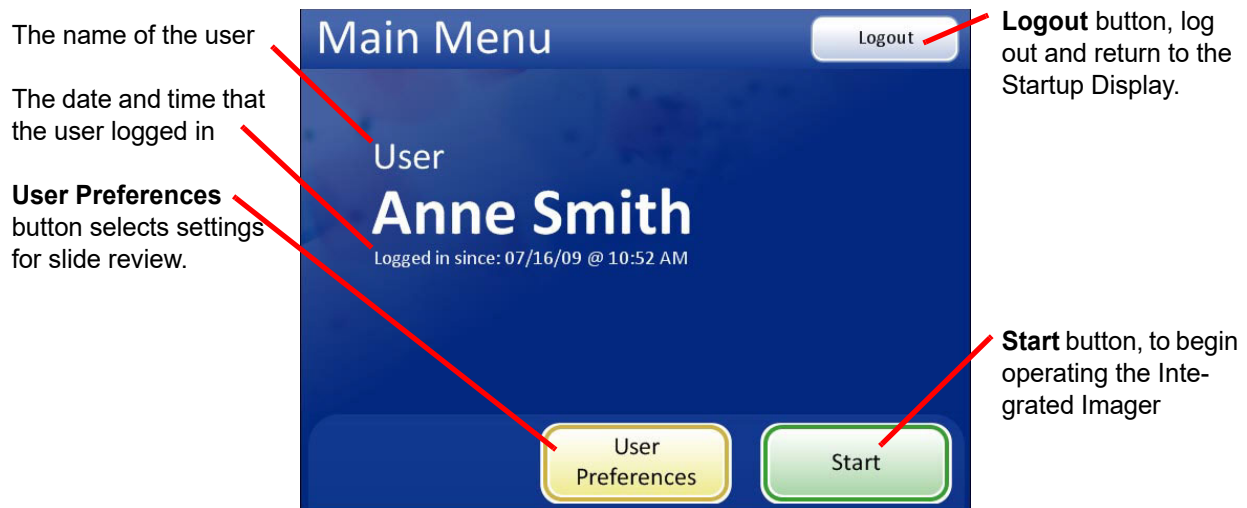 The name of the user
The date and time that
the user logged in
User Preferences
button selects settings
for slide review.
Main Menu
Logout
User
Anne Smith
Logged in since: 07/16/09 @ 10:52 AM
User
Preferences
Start
Logout button, log
out and return to the
Startup Display.
Start button, to begin
operating the Inte-
grated Imager